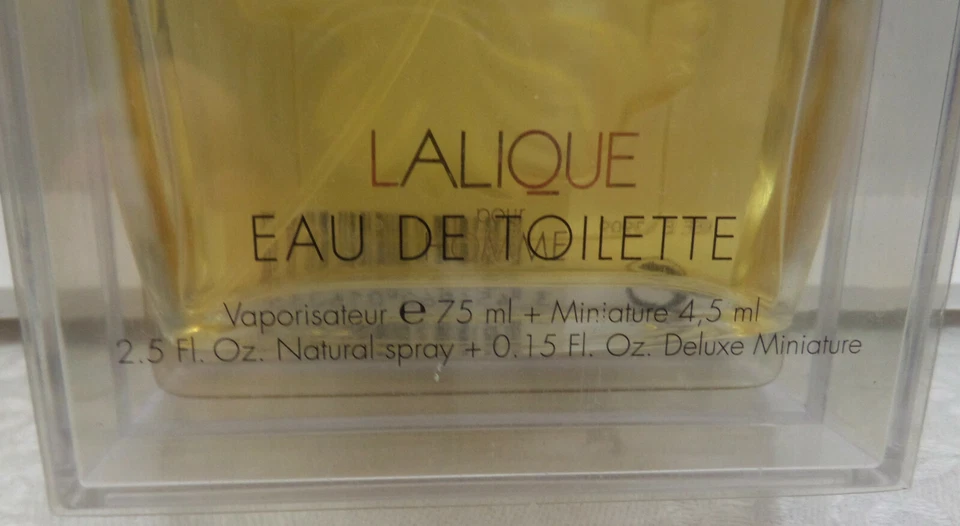 LALIQUE
pour
HOMME
EAU DE TOILETTE
Vaporisateur e 75 ml + Miniature 4,5 ml
2.5 Fl. Oz. Natural spray + 0.15 Fl. Oz. Deluxe Miniature